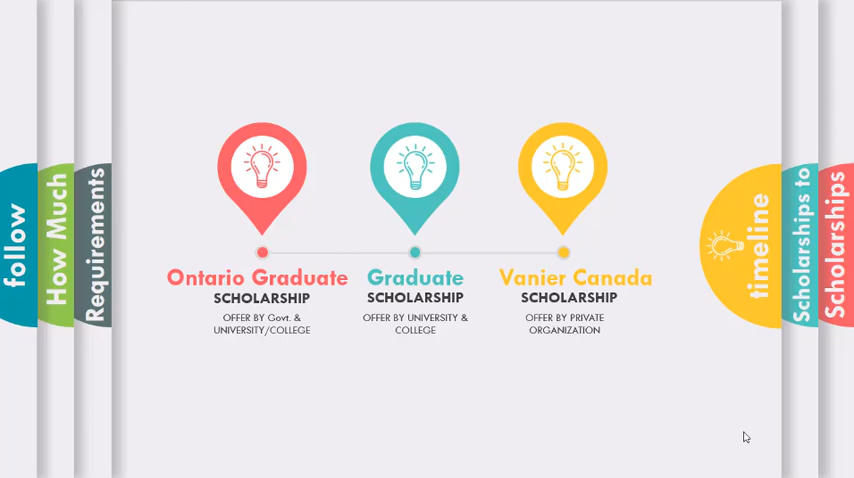 follow
How Much
Requirements
Ontario Graduate
SCHOLARSHIP
OFFER BY Govt. &
UNIVERSITY/COLLEGE
Graduate
SCHOLARSHIP
OFFER BY UNIVERSITY &
COLLEGE
Vanier Canada
SCHOLARSHIP
OFFER BY PRIVATE
ORGANIZATION
timeline
Scholarships to
Scholarships